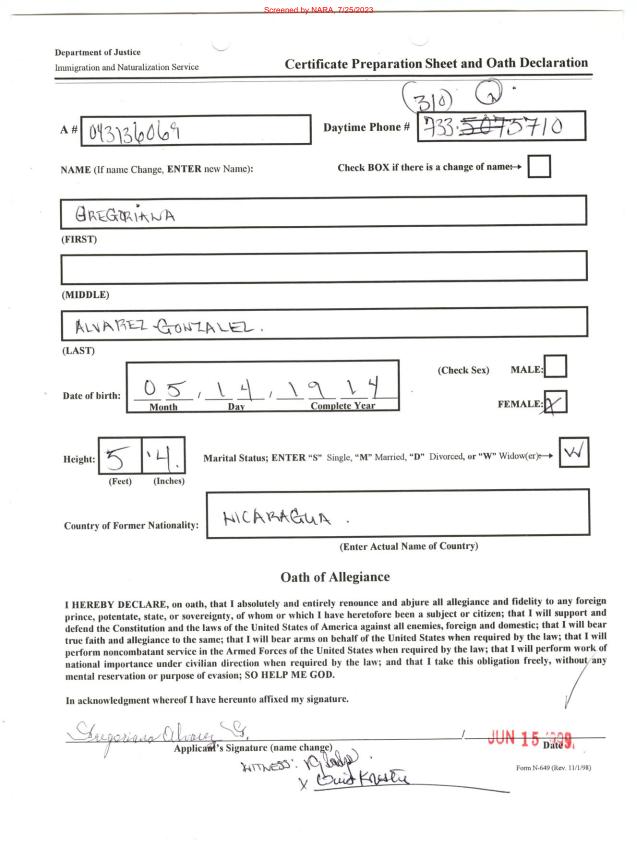 Screened by NARA, 7/25/2023
Department of Justice
Immigration and Naturalization Service
Certificate Preparation Sheet and Oath Declaration
(310)
A # 043136069
Daytime Phone # 733.5710
NAME (If name Change, ENTER new Name):
Check BOX if there is a change of name:→
GREGORIANA
(FIRST)
(MIDDLE)
ALVAREZ-GONZALEZ.
(LAST)
(Check Sex) MALE:
Date of birth: 05, 14, 1914
Month Day Complete Year
FEMALE: X
Height: 5 '4.
Marital Status; ENTER "S" Single, "M" Married, "D" Divorced, or "W" Widow(er)→ W
(Feet) (Inches)
Country of Former Nationality: NICARAGUA.
(Enter Actual Name of Country)
Oath of Allegiance
I HEREBY DECLARE, on oath, that I absolutely and entirely renounce and abjure all allegiance and fidelity to any foreign
prince, potentate, state, or sovereignty, of whom or which I have heretofore been a subject or citizen; that I will support and
defend the Constitution and the laws of the United States of America against all enemies, foreign and domestic; that I will bear
true faith and allegiance to the same; that I will bear arms on behalf of the United States when required by the law; that I will
perform noncombatant service in the Armed Forces of the United States when required by the law; that I will perform work of
national importance under civilian direction when required by the law; and that I take this obligation freely, without any
mental reservation or purpose of evasion; SO HELP ME GOD.
In acknowledgment whereof I have hereunto affixed my signature.
Gregoriana Alvarez G.
JUN 15 1999
Applicant's Signature (name change)
Date
WITNESS:
X
Form N-649 (Rev. 11/1/98)